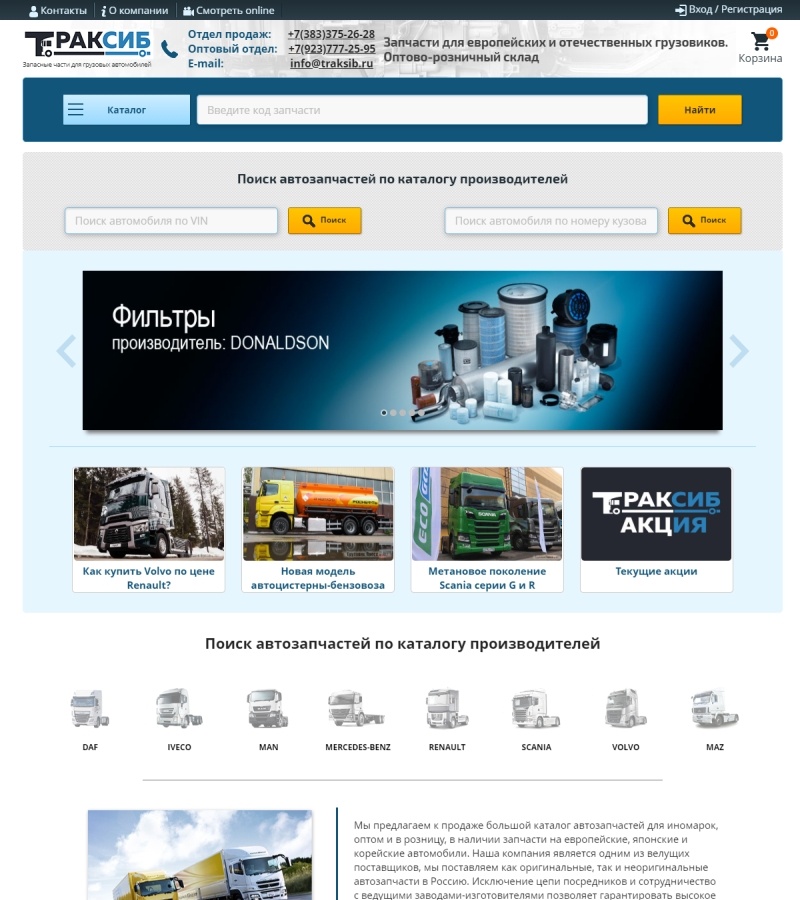 Контакты
О компании
Смотреть online
Вход / Регистрация
ТРАКСИБ
Запасные части для грузовых автомобилей
Отдел продаж: +7(383)375-26-28
Оптовый отдел: +7(923)777-25-95
E-mail: info@traksib.ru
Запчасти для европейских и отечественных грузовиков.
Оптово-розничный склад
0
Корзина
Каталог
Введите код запчасти
Найти
Поиск автозапчастей по каталогу производителей
Поиск автомобиля по VIN
Поиск
Поиск автомобиля по номеру кузова
Поиск
Фильтры
производитель: DONALDSON
ECO GAS
SCANIA
ТРАКСИБ
АКЦИЯ
Как купить Volvo по цене
Renault?
Новая модель
автоцистерны-бензовоза
Метановое поколение
Scania серии G и R
Текущие акции
Поиск автозапчастей по каталогу производителей
DAF
IVECO
MAN
MERCEDES-BENZ
RENAULT
SCANIA
VOLVO
MAZ
Мы предлагаем к продаже большой каталог автозапчастей для иномарок,
оптом и в розницу, в наличии запчасти на европейские, японские и
корейские автомобили. Наша компания является одним из велущих
поставщиков, мы поставляем как оригинальные, так и неоригинальные
автозапчасти в Россию. Исключение цепи посредников и сотрудничество
с ведущими заводами-изготовителями позволяет гарантировать высокое